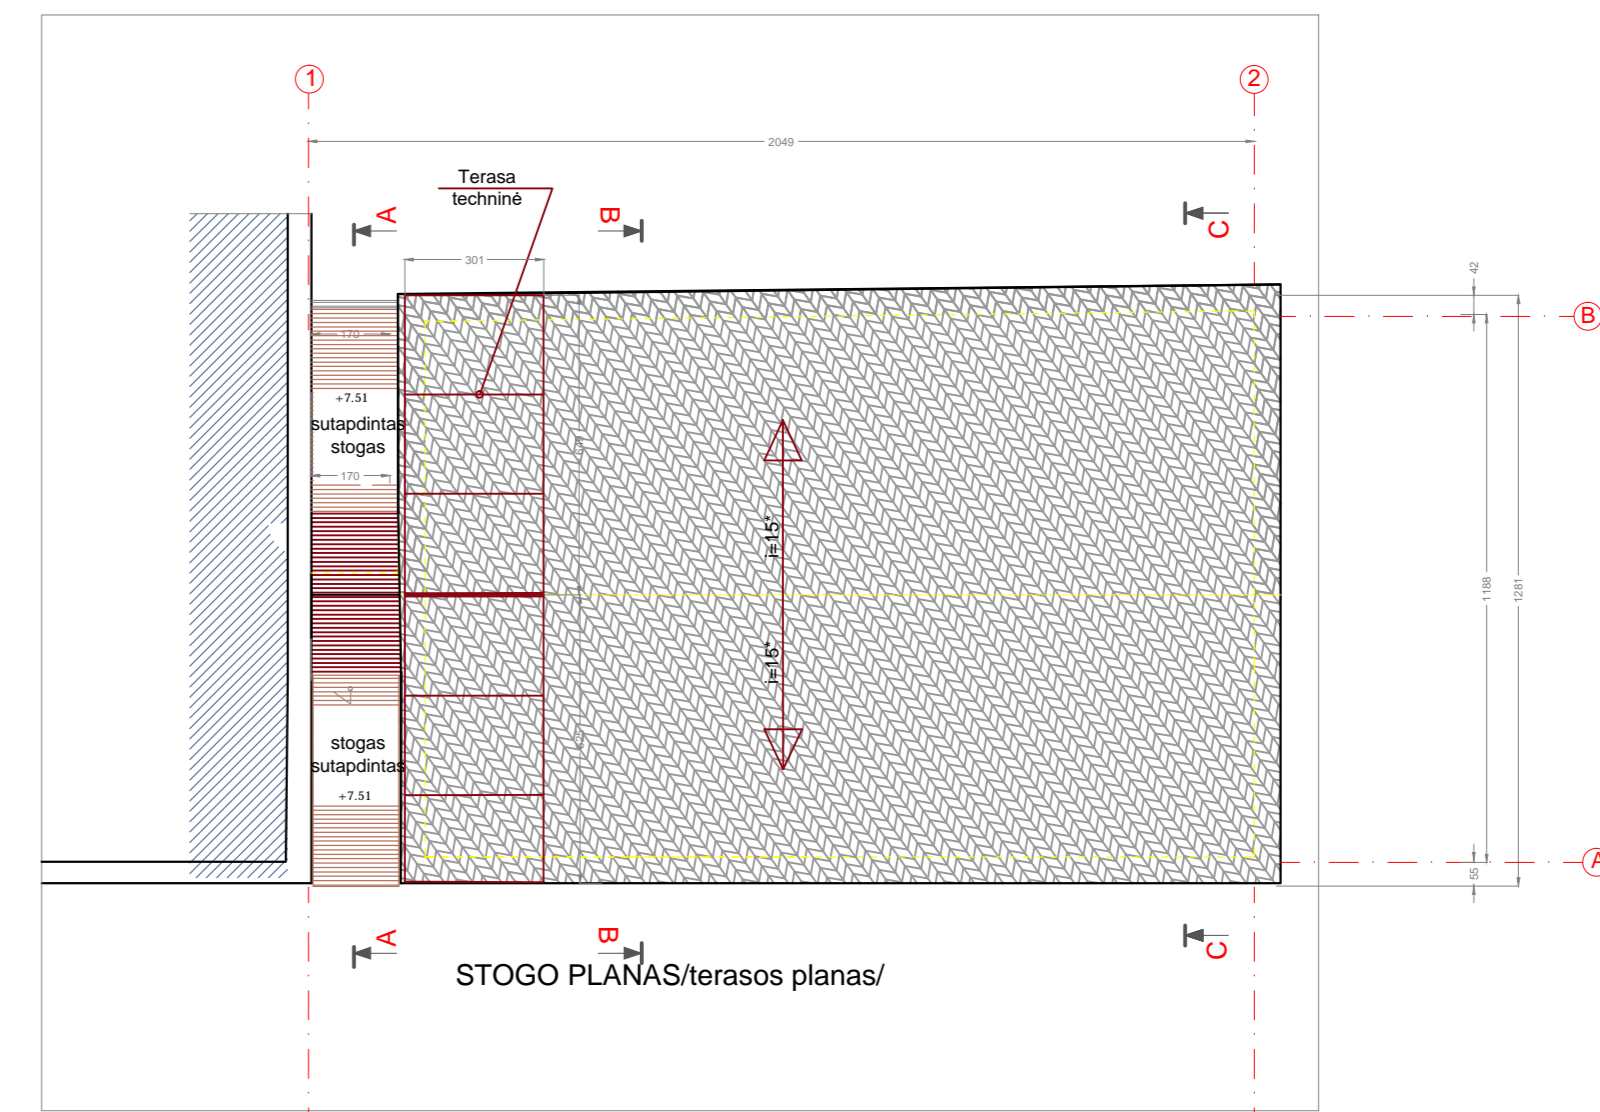 1
2
2049
Terasa
techninė
A
B
C
301
42
B
170
+7.51
sutapdintas
stogas
170
i=15*
1188
1281
i=15*
625
stogas
sutapdintas
+7.51
A
55
A
B
C
STOGO PLANAS/terasos planas/